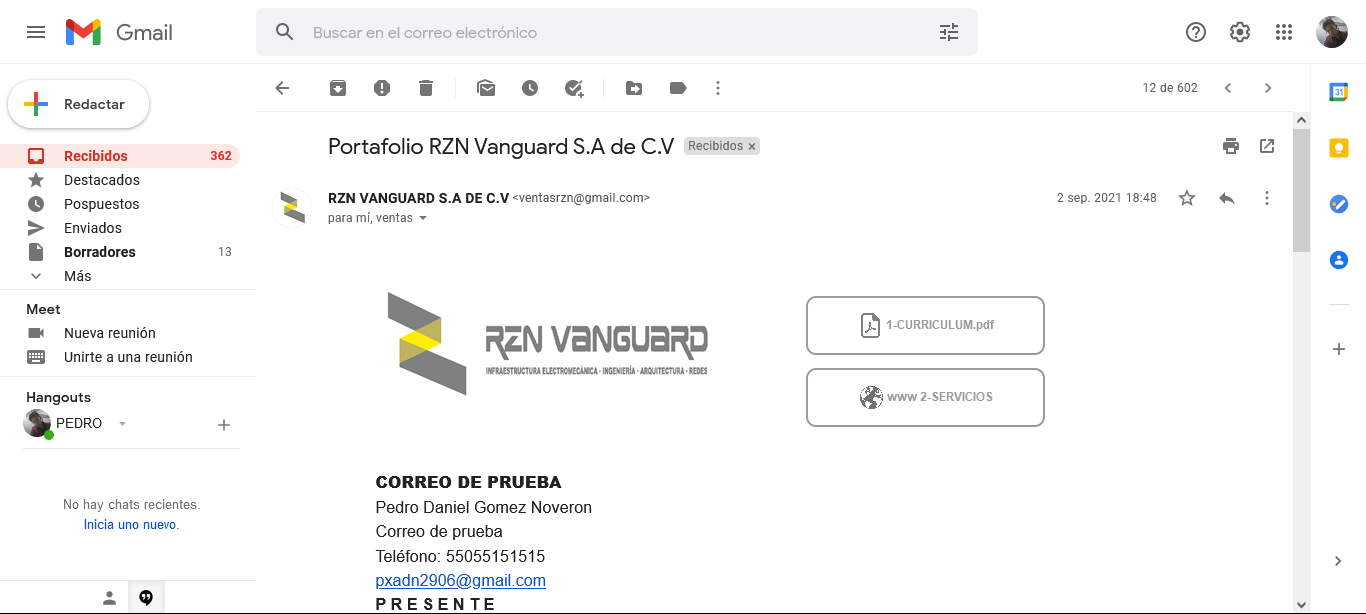 Gmail
Buscar en el correo electrónico
Redactar
12 de 602
Recibidos 362
Destacados
Pospuestos
Enviados
Borradores 13
Más
Meet
Nueva reunión
Unirte a una reunión
Hangouts
PEDRO
No hay chats recientes.
Inicia uno nuevo.
Portafolio RZN Vanguard S.A de C.V Recibidos ×
RZN VANGUARD S.A DE C.V <ventasrzn@gmail.com> 2 sep. 2021 18:48
para mí, ventas
RZN VANGUARD
INFRAESTRUCTURA ELECTROMECÁNICA · INGENIERÍA · ARQUITECTURA · REDES
1-CURRICULUM.pdf
www 2-SERVICIOS
CORREO DE PRUEBA
Pedro Daniel Gomez Noveron
Correo de prueba
Teléfono: 55055151515
pxadn2906@gmail.com
P R E S E N T E
31